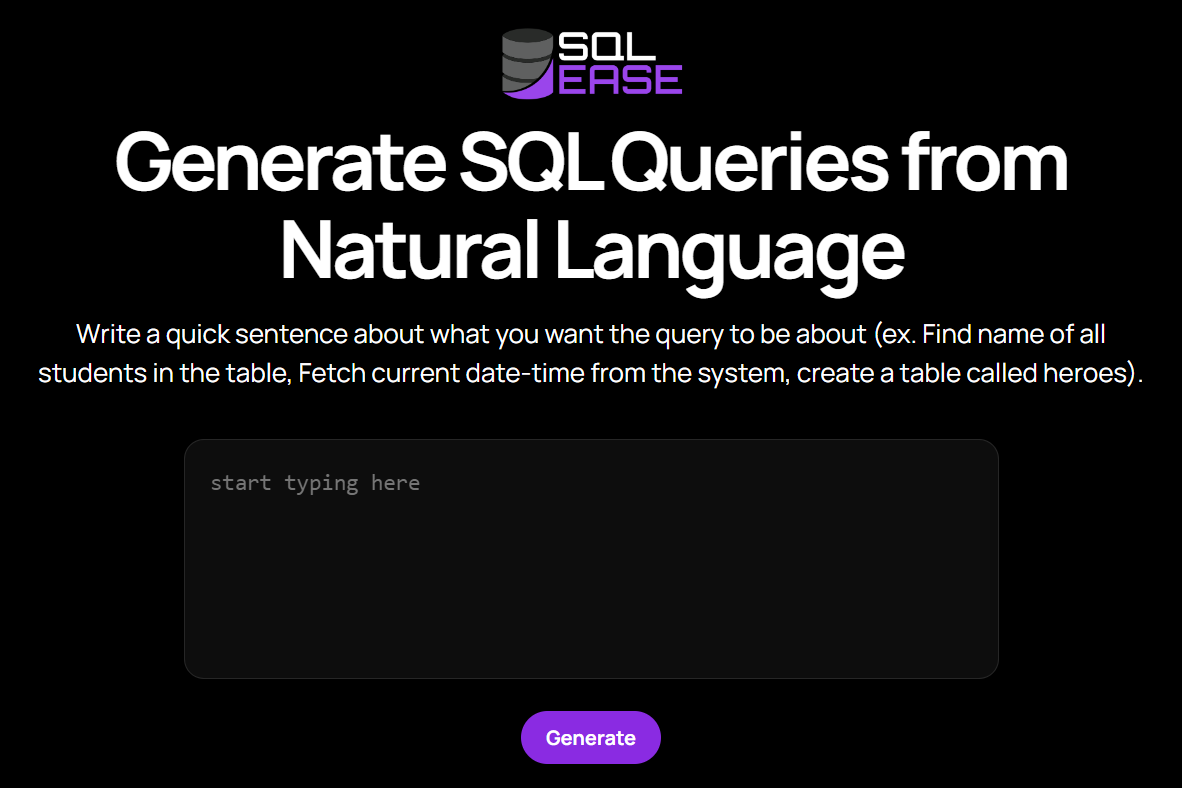 SQL
EASE
Generate SQL Queries from
Natural Language
Write a quick sentence about what you want the query to be about (ex. Find name of all
students in the table, Fetch current date-time from the system, create a table called heroes).
start typing here
Generate